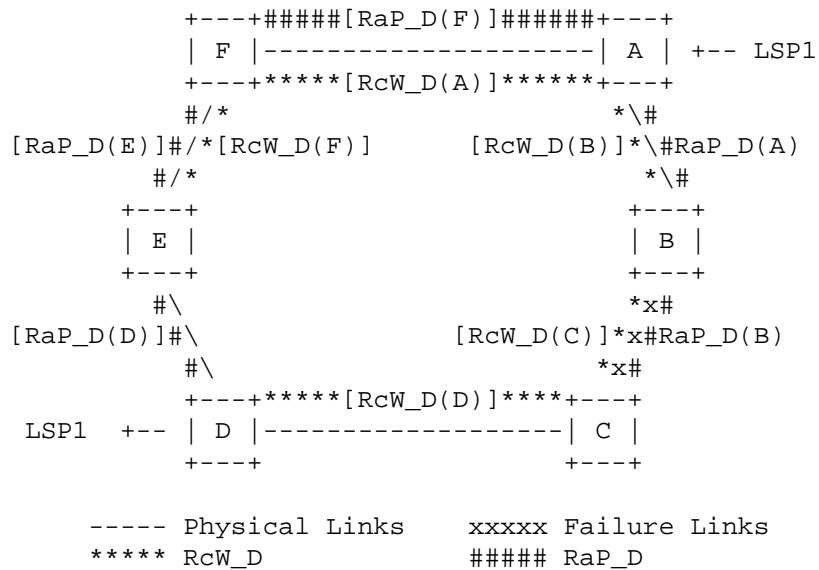 +---+#####[RaP_D(F)]######+---+
| F |----------------------| A | +-- LSP1
+---+*****[RcW_D(A)]******+---+
#/* *\#
[RaP_D(E)]#/*[RcW_D(F)] [RcW_D(B)]*\#RaP_D(A)
#/* *\#
+---+ +---+
| E | | B |
+---+ +---+
#\ *x#
[RaP_D(D)]#\ [RcW_D(C)]*x#RaP_D(B)
#\ *x#
+---+*****[RcW_D(D)]****+---+
LSP1 +-- | D |--------------------| C |
+---+ +---+
----- Physical Links xxxxx Failure Links
***** RcW_D ##### RaP_D